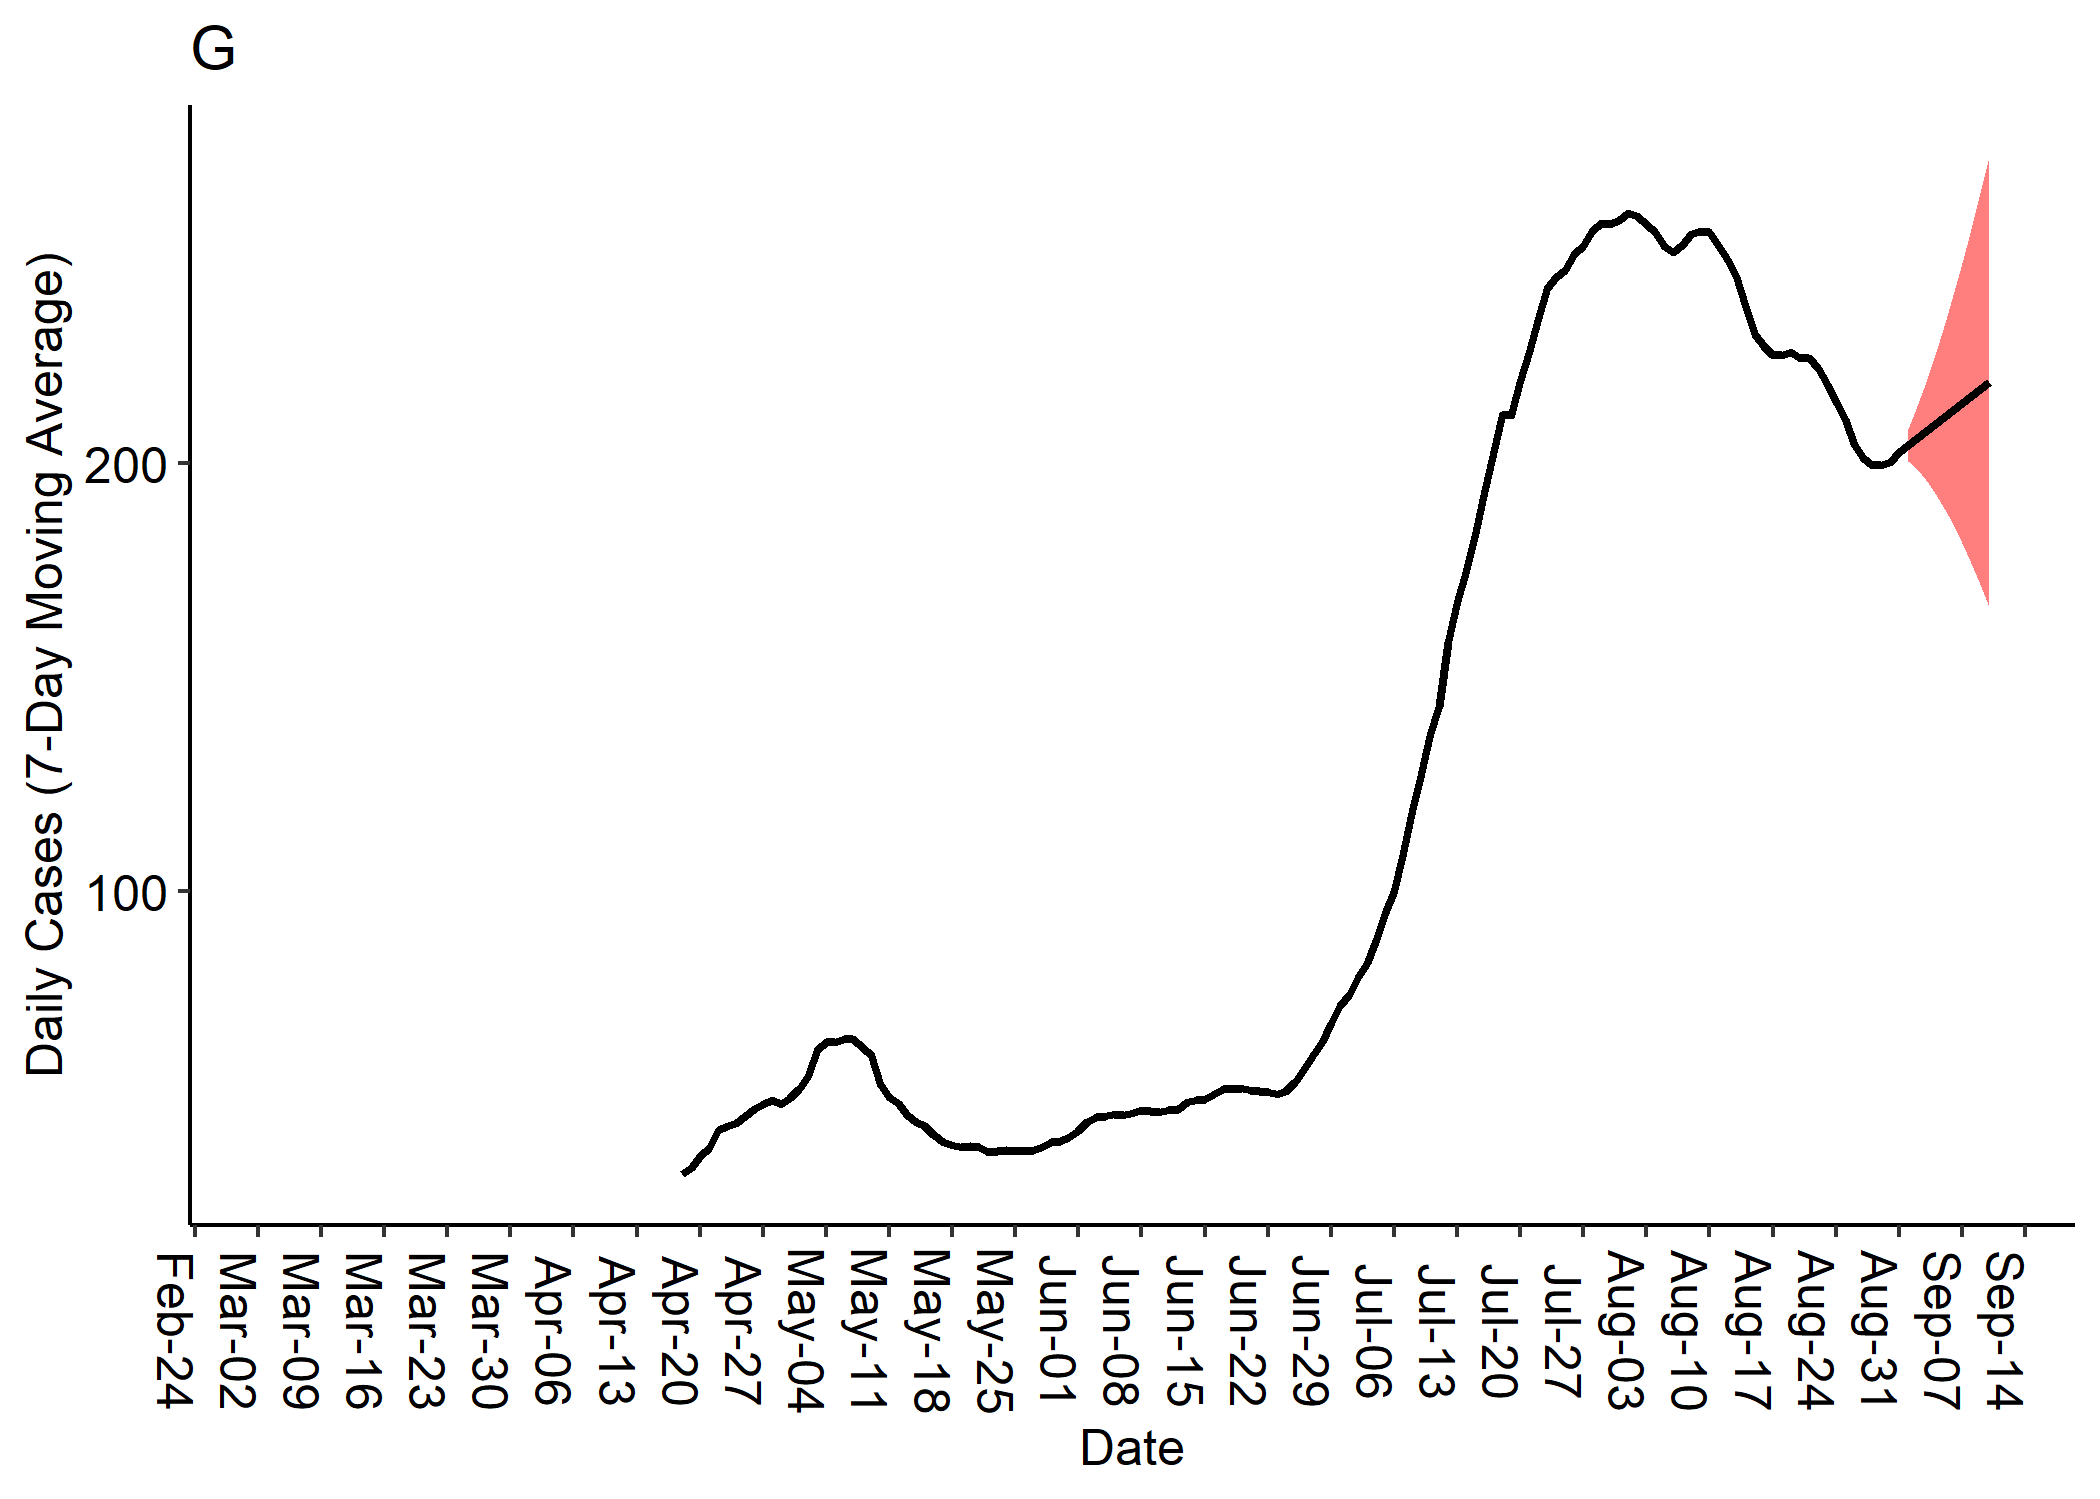 G
Daily Cases (7-Day Moving Average)
200
100
Feb-24
Mar-02
Mar-09
Mar-16
Mar-23
Mar-30
Apr-06
Apr-13
Apr-20
Apr-27
May-04
May-11
May-18
May-25
Jun-01
Jun-08
Jun-15
Jun-22
Jun-29
Jul-06
Jul-13
Jul-20
Jul-27
Aug-03
Aug-10
Aug-17
Aug-24
Aug-31
Sep-07
Sep-14
Date